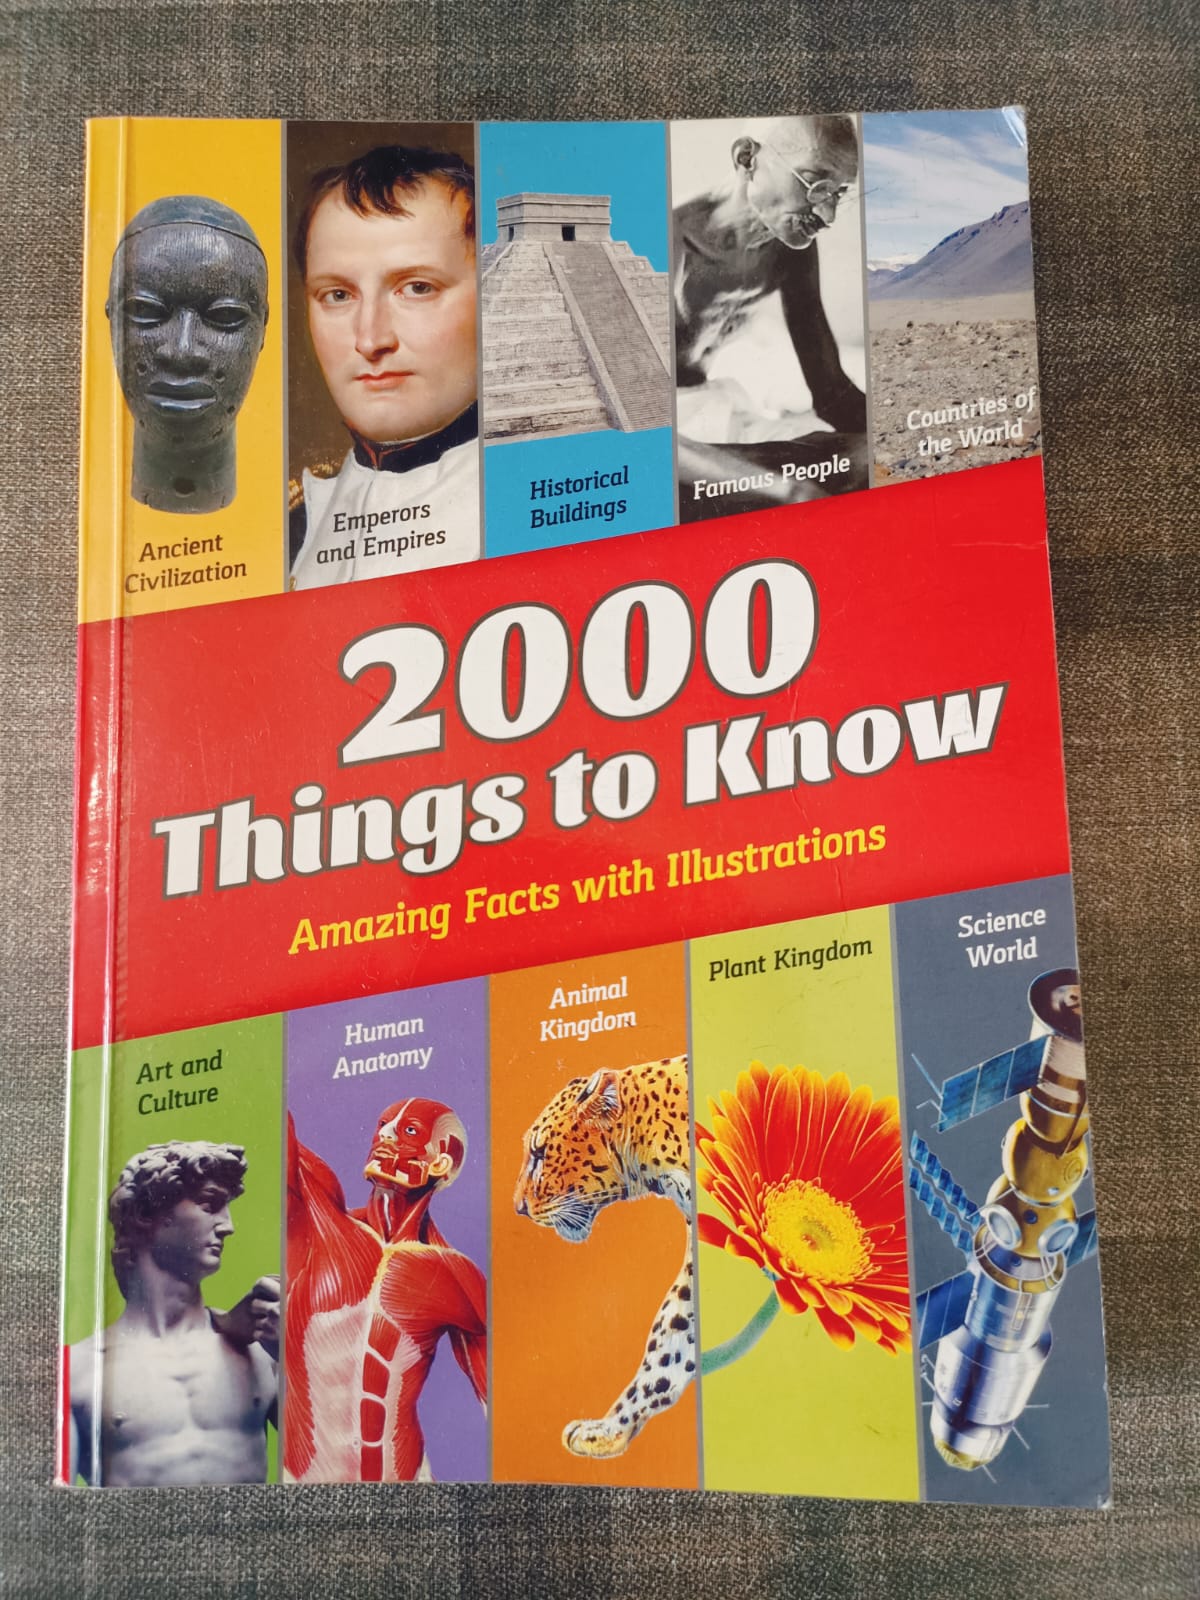 Ancient
Civilization
Emperors
and Empires
Historical
Buildings
Famous People
Countries of
the World
2000
Things to Know
Amazing Facts with Illustrations
Art and
Culture
Human
Anatomy
Animal
Kingdom
Plant Kingdom
Science
World